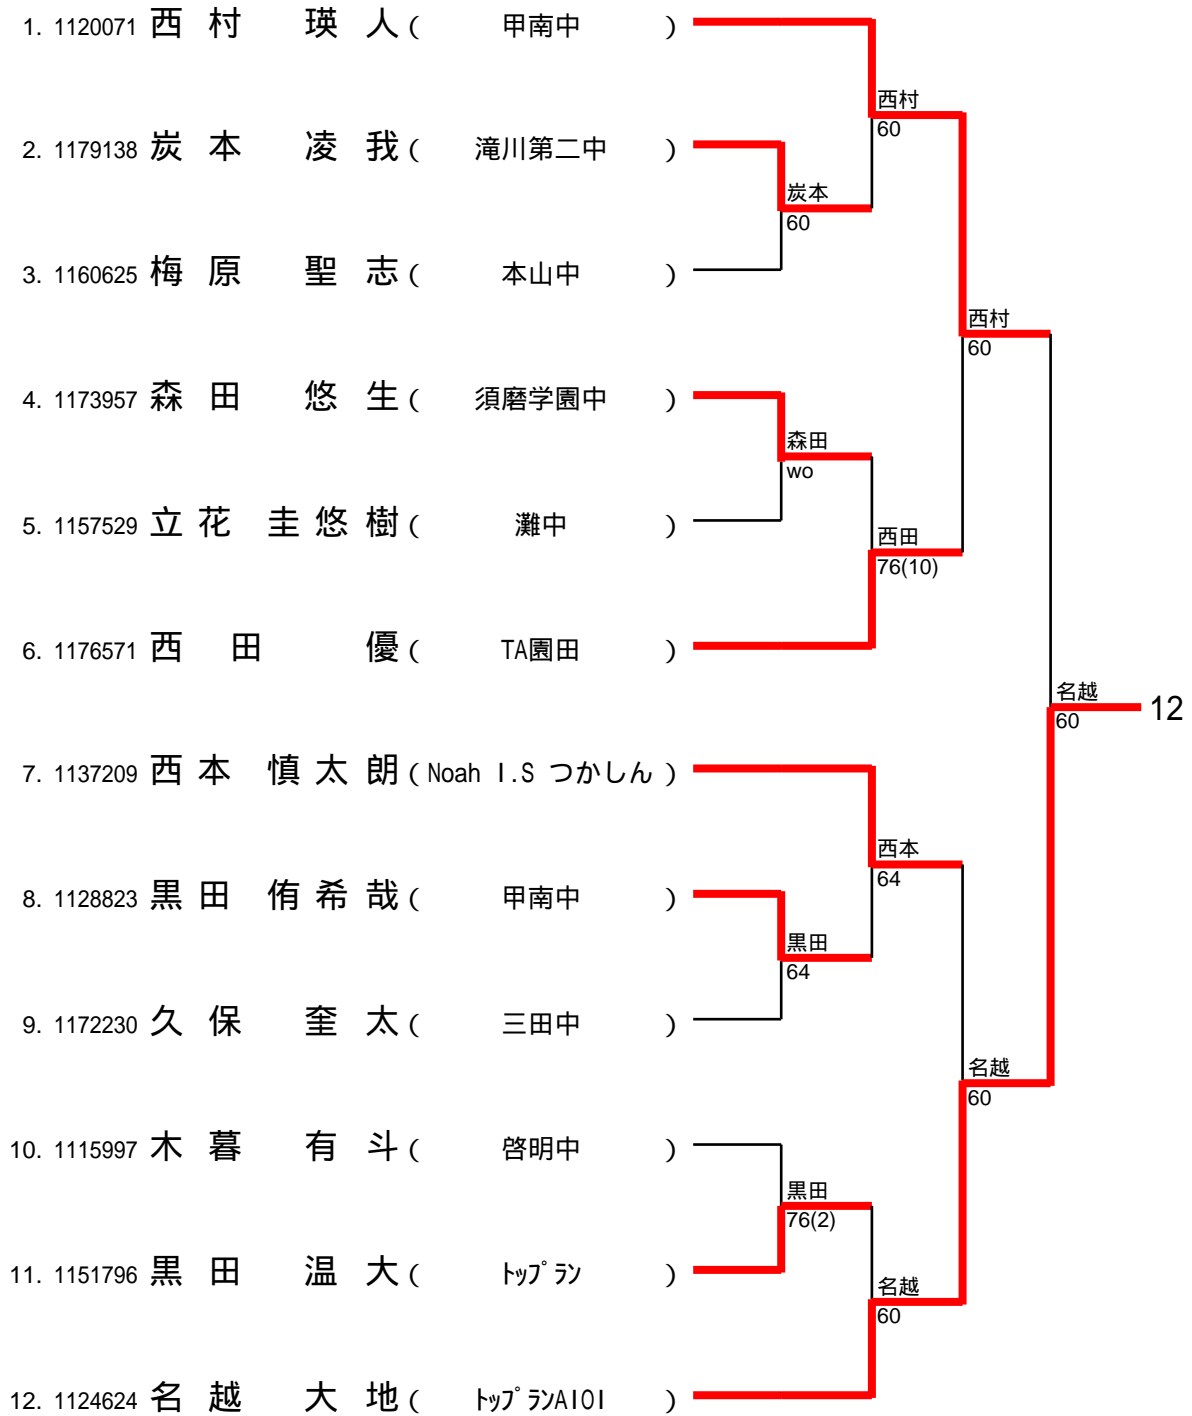 1. 1120071 西村 瑛人 ( 甲南中 )
西村
60
2. 1179138 炭本 凌我 ( 滝川第二中 )
炭本
60
3. 1160625 梅原 聖志 ( 本山中 )
西村
60
4. 1173957 森田 悠生 ( 須磨学園中 )
森田
wo
5. 1157529 立花 圭悠樹 ( 灘中 )
西田
76(10)
6. 1176571 西田 優 ( TA園田 )
名越
60
12
7. 1137209 西本 慎太朗 ( Noah I.S つかしん )
西本
64
8. 1128823 黒田 侑希哉 ( 甲南中 )
黒田
64
9. 1172230 久保 奎太 ( 三田中 )
名越
60
10. 1115997 木暮 有斗 ( 啓明中 )
黒田
76(2)
11. 1151796 黒田 温大 ( ﾄｯﾌﾟﾗﾝ )
名越
60
12. 1124624 名越 大地 ( ﾄｯﾌﾟﾗﾝAIOI )